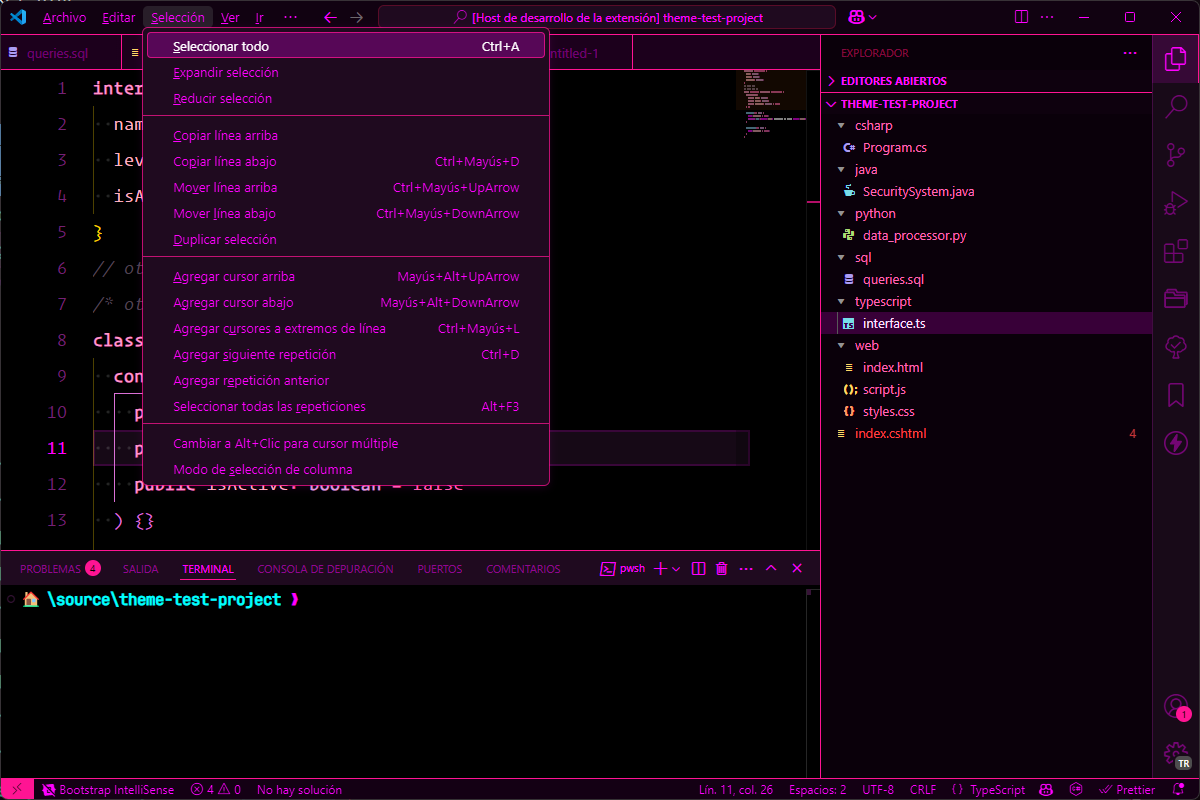 Archivo Editar Selección Ver Ir ··· [Host de desarrollo de la extensión] theme-test-project
queries.sql
ntitled-1
Seleccionar todo Ctrl+A
Expandir selección
Reducir selección
Copiar línea arriba
Copiar línea abajo Ctrl+Mayús+D
Mover línea arriba Ctrl+Mayús+UpArrow
Mover línea abajo Ctrl+Mayús+DownArrow
Duplicar selección
Agregar cursor arriba Mayús+Alt+UpArrow
Agregar cursor abajo Mayús+Alt+DownArrow
Agregar cursores a extremos de línea Ctrl+Mayús+L
Agregar siguiente repetición Ctrl+D
Agregar repetición anterior
Seleccionar todas las repeticiones Alt+F3
Cambiar a Alt+Clic para cursor múltiple
Modo de selección de columna
1 inter
2 nam
3 lev
4 isA
5 }
6 // ot
7 /* ot
8 class
9 con
10 p
11 p
12 public isActive: boolean = false
13 ) {}
EXPLORADOR ···
EDITORES ABIERTOS
THEME-TEST-PROJECT
csharp
C# Program.cs
java
SecuritySystem.java
python
data_processor.py
sql
queries.sql
typescript
TS interface.ts
web
index.html
script.js
styles.css
index.cshtml 4
PROBLEMAS 4 SALIDA TERMINAL CONSOLA DE DEPURACIÓN PUERTOS COMENTARIOS pwsh
\source\theme-test-project ❯
1
TR
Bootstrap IntelliSense 4 0 No hay solución Lín. 11, col. 26 Espacios: 2 UTF-8 CRLF { } TypeScript Prettier